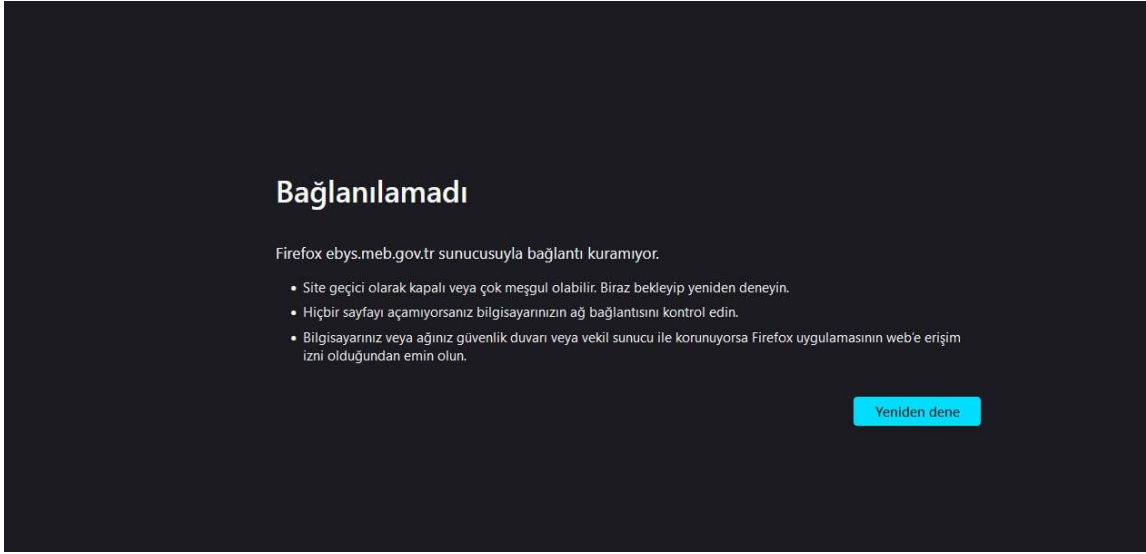 Bağlanılamadı
Firefox ebys.meb.gov.tr sunucusuyla bağlantı kuramıyor.
• Site geçici olarak kapalı veya çok meşgul olabilir. Biraz bekleyip yeniden deneyin.
• Hiçbir sayfayı açamıyorsanız bilgisayarınızın ağ bağlantısını kontrol edin.
• Bilgisayarınız veya ağınız güvenlik duvarı veya vekil sunucu ile korunuyorsa Firefox uygulamasının web’e erişim
izni olduğundan emin olun.
Yeniden dene